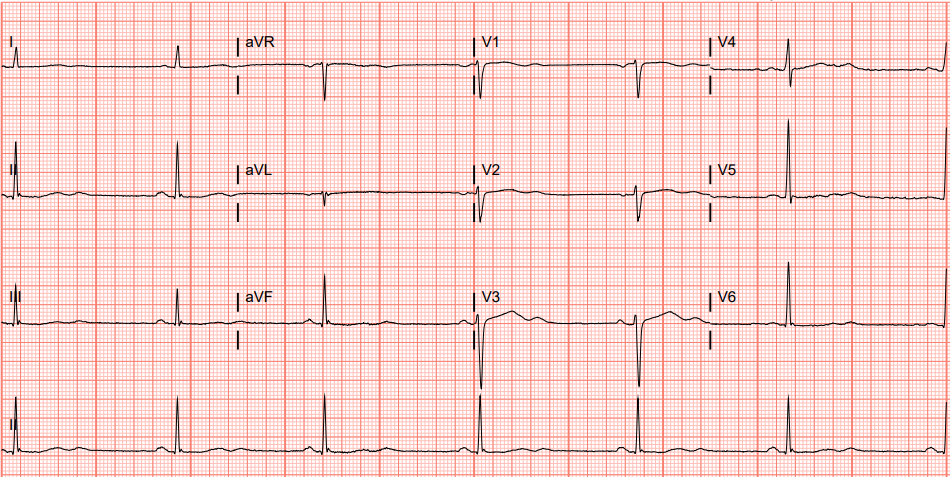 I aVR V1 V4
II aVL V2 V5
III aVF V3 V6
II